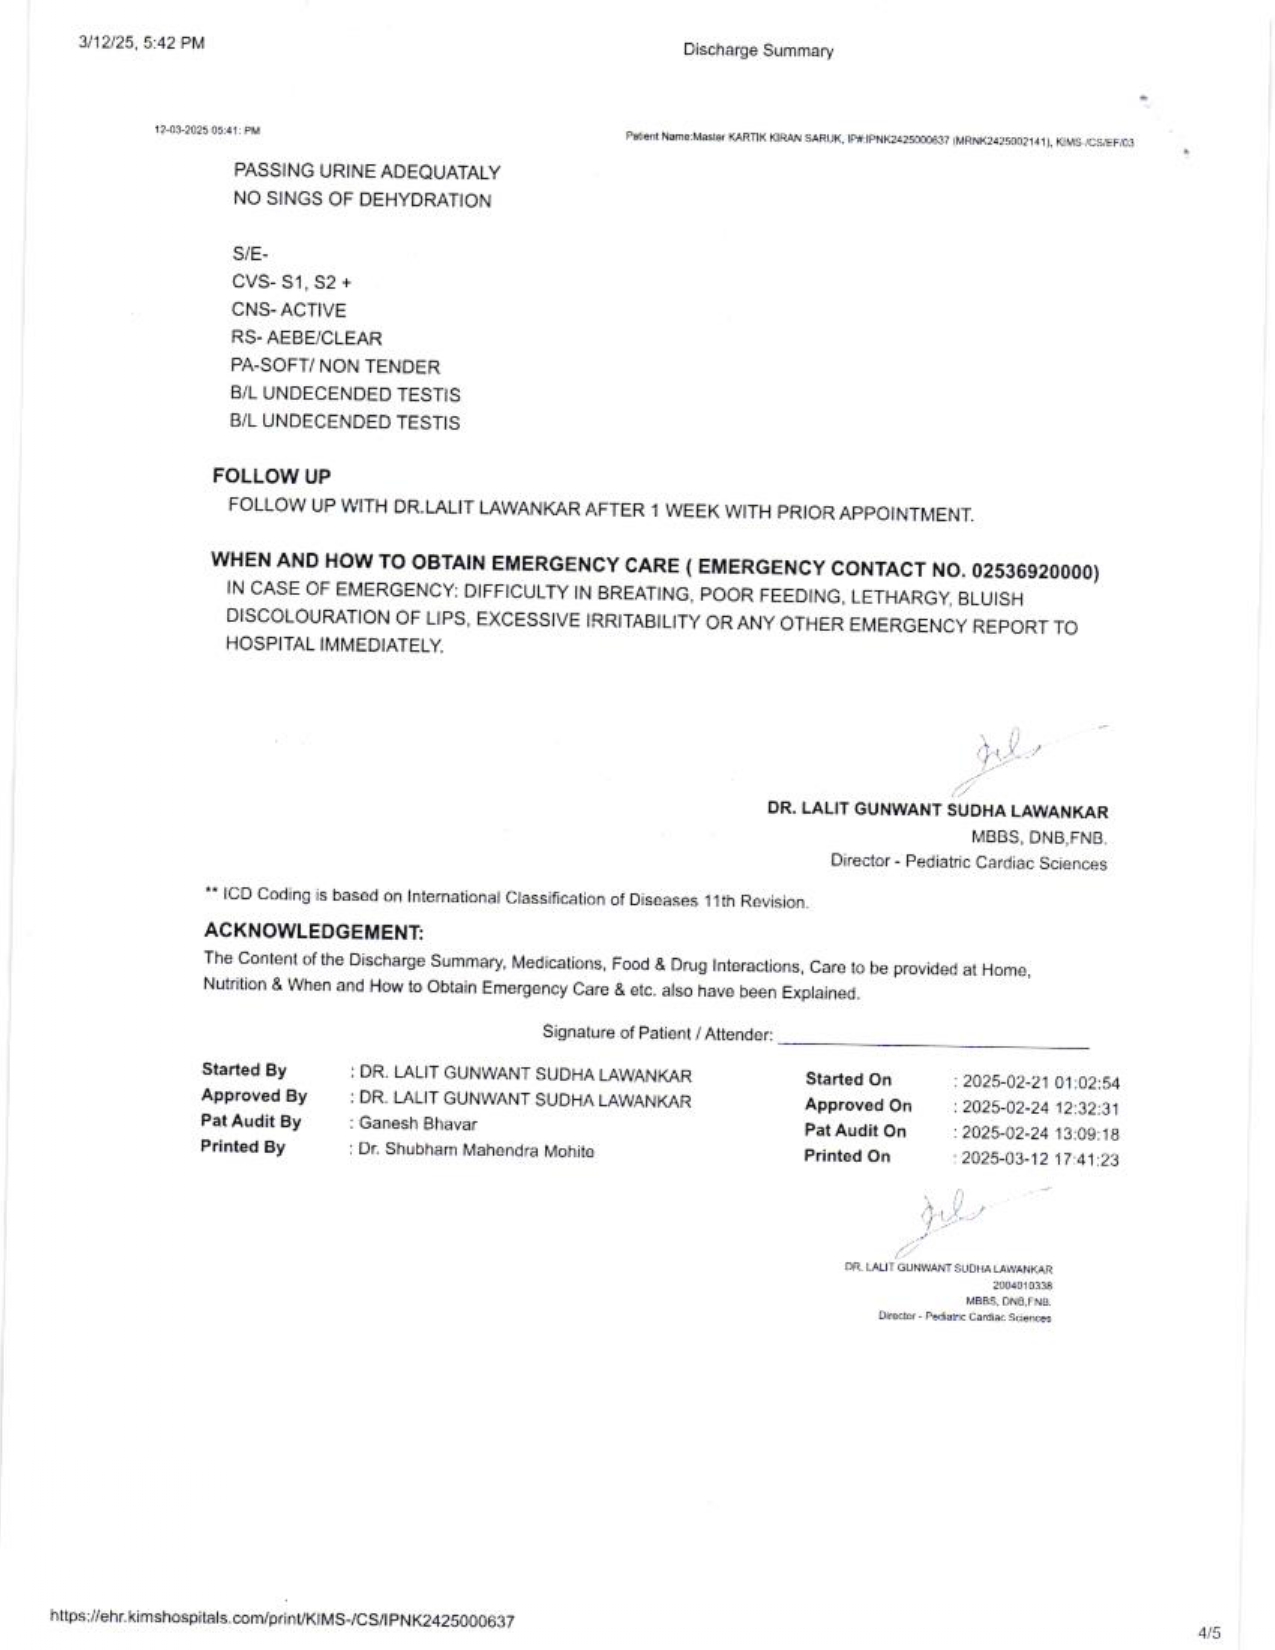 3/12/25, 5:42 PM
Discharge Summary
12-03-2025 05:41: PM
Patient Name:Master KARTIK KIRAN SARUK, IP#:IPNK2425000637 (MRNK2425002141), KIMS-/CS/EF/03
PASSING URINE ADEQUATALY
NO SINGS OF DEHYDRATION
S/E-
CVS- S1, S2 +
CNS- ACTIVE
RS- AEBE/CLEAR
PA-SOFT/ NON TENDER
B/L UNDECENDED TESTIS
B/L UNDECENDED TESTIS
FOLLOW UP
FOLLOW UP WITH DR.LALIT LAWANKAR AFTER 1 WEEK WITH PRIOR APPOINTMENT.
WHEN AND HOW TO OBTAIN EMERGENCY CARE ( EMERGENCY CONTACT NO. 02536920000)
IN CASE OF EMERGENCY: DIFFICULTY IN BREATING, POOR FEEDING, LETHARGY, BLUISH
DISCOLOURATION OF LIPS, EXCESSIVE IRRITABILITY OR ANY OTHER EMERGENCY REPORT TO
HOSPITAL IMMEDIATELY.
DR. LALIT GUNWANT SUDHA LAWANKAR
MBBS, DNB,FNB.
Director - Pediatric Cardiac Sciences
** ICD Coding is based on International Classification of Diseases 11th Revision.
ACKNOWLEDGEMENT:
The Content of the Discharge Summary, Medications, Food & Drug Interactions, Care to be provided at Home,
Nutrition & When and How to Obtain Emergency Care & etc. also have been Explained.
Signature of Patient / Attender:
Started By : DR. LALIT GUNWANT SUDHA LAWANKAR Started On : 2025-02-21 01:02:54
Approved By : DR. LALIT GUNWANT SUDHA LAWANKAR Approved On : 2025-02-24 12:32:31
Pat Audit By : Ganesh Bhavar Pat Audit On : 2025-02-24 13:09:18
Printed By : Dr. Shubham Mahendra Mohite Printed On : 2025-03-12 17:41:23
DR. LALIT GUNWANT SUDHA LAWANKAR
2004010338
MBBS, DNB,FNB.
Director - Pediatric Cardiac Sciences
https://ehr.kimshospitals.com/print/KIMS-/CS/IPNK2425000637
4/5